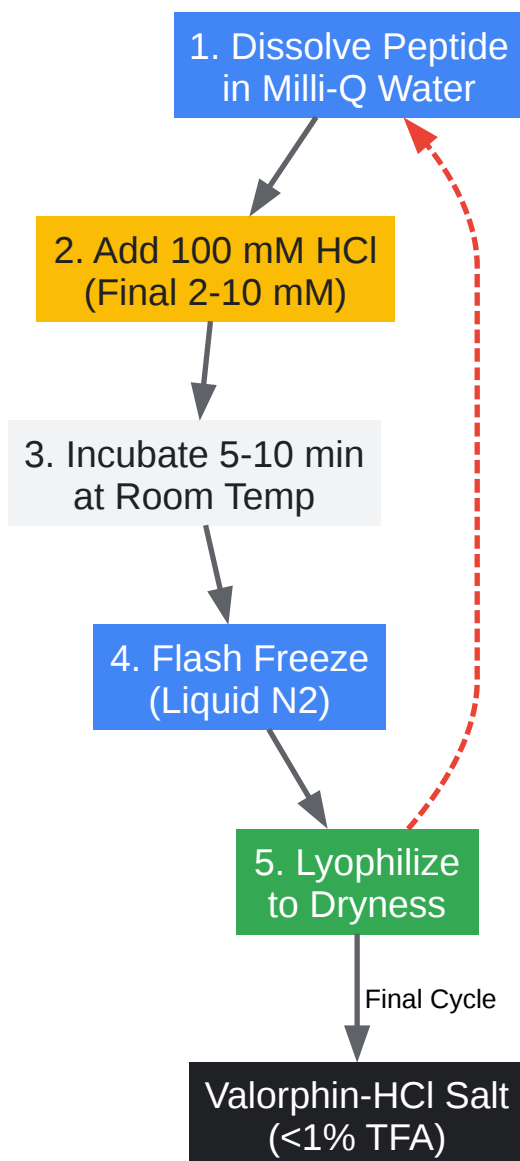 1. Dissolve Peptide
in Milli-Q Water
2. Add 100 mM HCl
(Final 2-10 mM)
3. Incubate 5-10 min
at Room Temp
4. Flash Freeze
(Liquid N2)
5. Lyophilize
to Dryness
Final Cycle
Valorphin-HCl Salt
(<1% TFA)